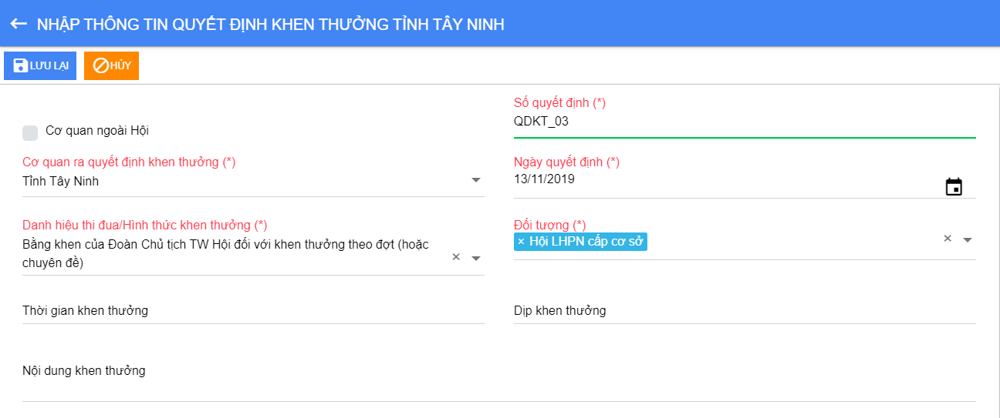 NHẬP THÔNG TIN QUYẾT ĐỊNH KHEN THƯỞNG TỈNH TÂY NINH
LƯU LẠI HỦY
Số quyết định (*)
QDKT_03
Cơ quan ngoài Hội
Cơ quan ra quyết định khen thưởng (*)
Tỉnh Tây Ninh
Ngày quyết định (*)
13/11/2019
Danh hiệu thi đua/Hình thức khen thưởng (*)
Bằng khen của Đoàn Chủ tịch TW Hội đối với khen thưởng theo đợt (hoặc
chuyên đề)
Đối tượng (*)
× Hội LHPN cấp cơ sở
Thời gian khen thưởng
Dịp khen thưởng
Nội dung khen thưởng